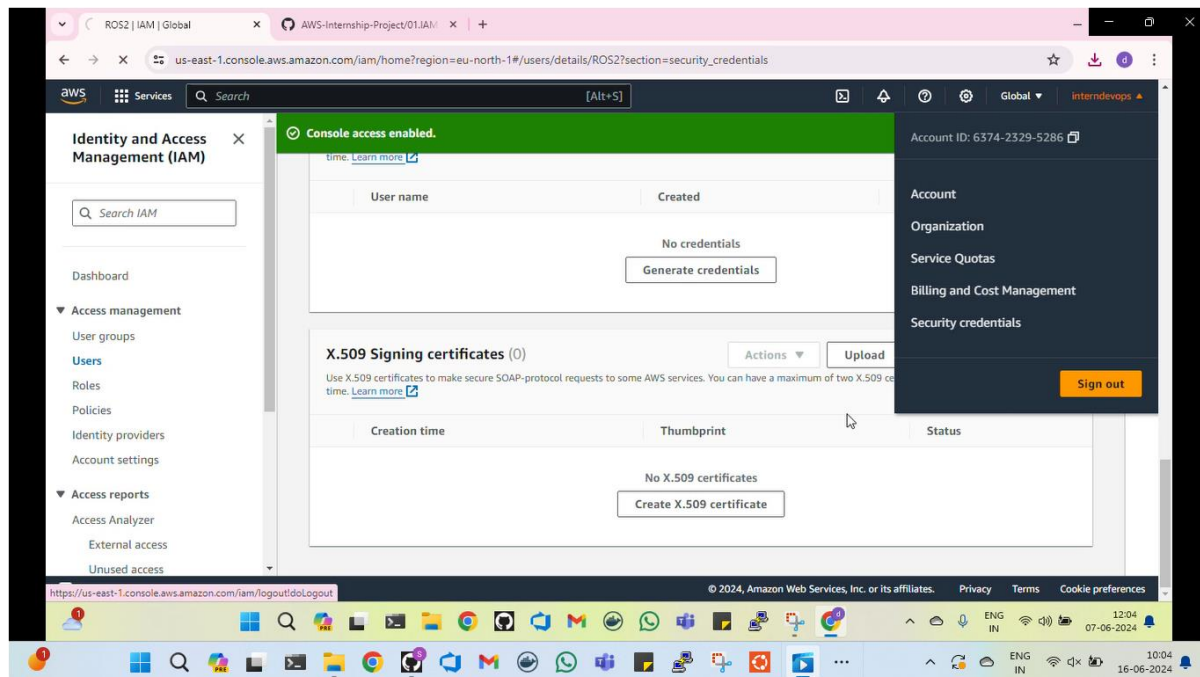 ROS2 | IAM | Global
AWS-Internship-Project/01.IAM
us-east-1.console.aws.amazon.com/iam/home?region=eu-north-1#/users/details/ROS2?section=security_credentials
d
aws
Services
Search
[Alt+S]
Global
interndevops
Identity and Access
Management (IAM)
Search IAM
Dashboard
Access management
User groups
Users
Roles
Policies
Identity providers
Account settings
Access reports
Access Analyzer
External access
Unused access
Console access enabled.
time. Learn more
User name
Created
No credentials
Generate credentials
X.509 Signing certificates (0)
Actions
Upload
Use X.509 certificates to make secure SOAP-protocol requests to some AWS services. You can have a maximum of two X.509 ce
time. Learn more
Creation time
Thumbprint
Status
No X.509 certificates
Create X.509 certificate
Account ID: 6374-2329-5286
Account
Organization
Service Quotas
Billing and Cost Management
Security credentials
Sign out
https://us-east-1.console.aws.amazon.com/iam/logout!doLogout
© 2024, Amazon Web Services, Inc. or its affiliates.
Privacy
Terms
Cookie preferences
1
PRE
d
ENG
IN
12:04
07-06-2024
PRE
S
ENG
IN
10:04
16-06-2024